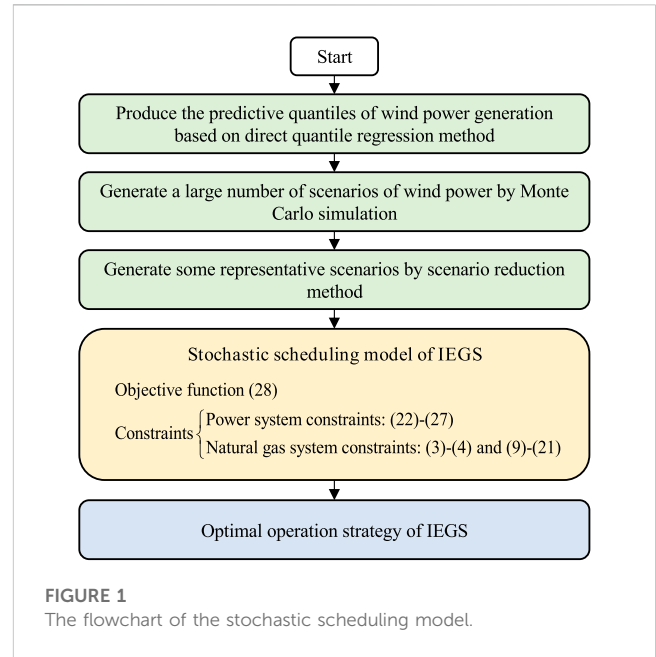 Start
Produce the predictive quantiles of wind power generation
based on direct quantile regression method
Generate a large number of scenarios of wind power by Monte
Carlo simulation
Generate some representative scenarios by scenario reduction
method
Stochastic scheduling model of IEGS
Objective function (28)
Constraints
Power system constraints: (22)-(27)
Natural gas system constraints: (3)-(4) and (9)-(21)
Optimal operation strategy of IEGS
FIGURE 1
The flowchart of the stochastic scheduling model.